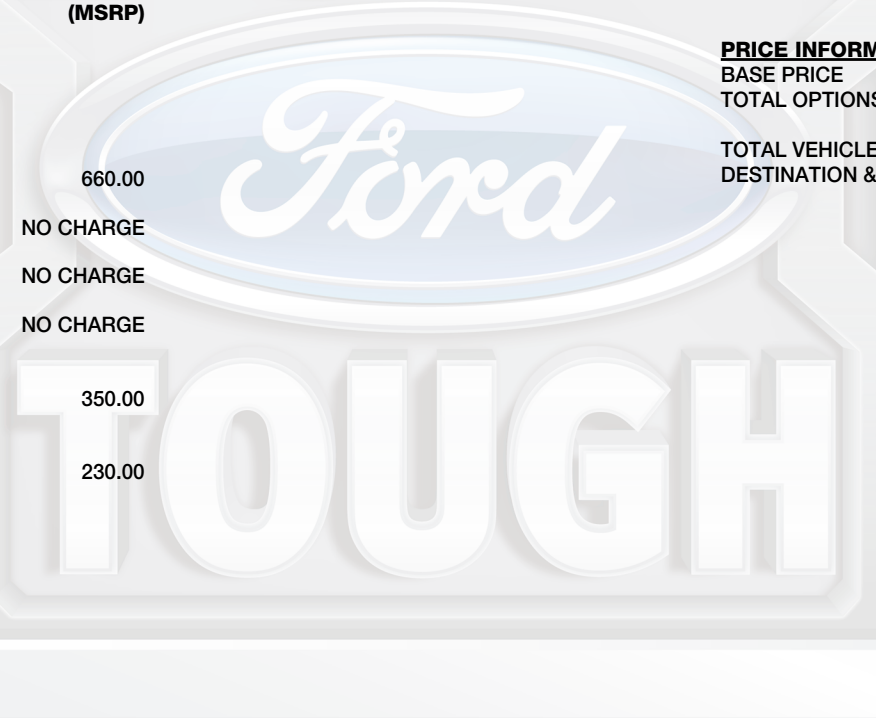 (MSRP)
660.00
NO CHARGE
NO CHARGE
NO CHARGE
350.00
230.00
PRICE INFORM
BASE PRICE
TOTAL OPTIONS
TOTAL VEHICLE
DESTINATION &
Ford
TOUGH